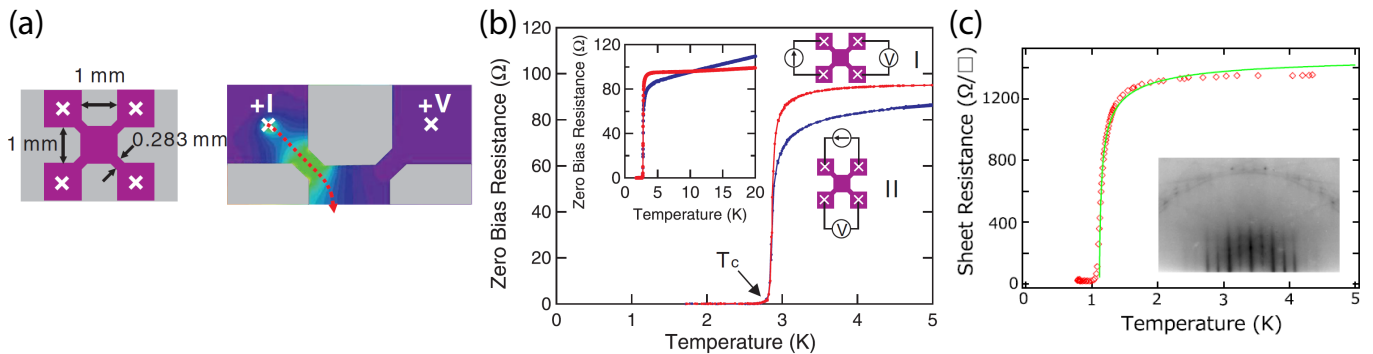 (a)
1 mm
1 mm
0.283 mm
+I
+V
(b)
Zero Bias Resistance (Ω)
120
100
80
60
40
20
0
0
1
2
3
4
5
Temperature (K)
Zero Bias Resistance (Ω)
120
80
40
0
0
5
10
15
20
Temperature (K)
I
V
II
V
Tc
(c)
Sheet Resistance (Ω/□)
1200
800
400
0
0
1
2
3
4
5
Temperature (K)